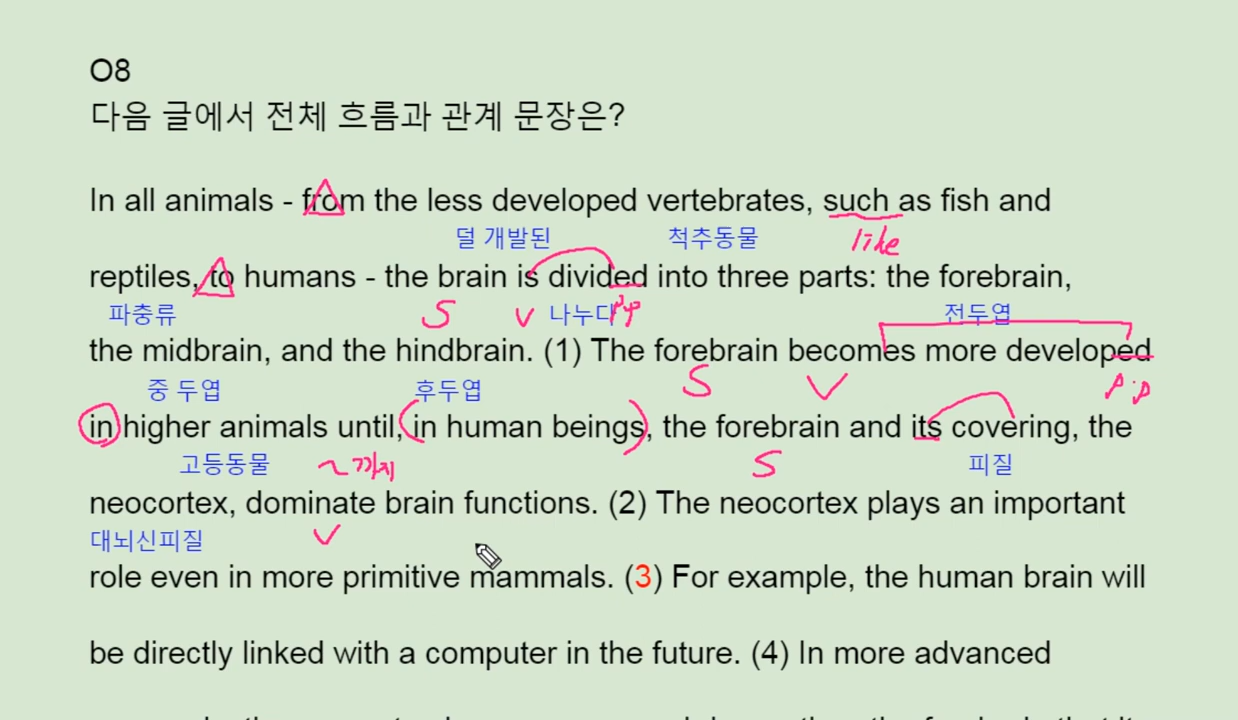 08
다음 글에서 전체 흐름과 관계 문장은?
In all animals - from the less developed vertebrates, such as fish and
덜 개발된 척추동물 like
reptiles, to humans - the brain is divided into three parts: the forebrain,
파충류 S V 나누다 PP 전두엽
the midbrain, and the hindbrain. (1) The forebrain becomes more developed
중 두엽 후두엽 S V P.P
in higher animals until, (in human beings), the forebrain and its covering, the
고등동물 ~까지 S 피질
neocortex, dominate brain functions. (2) The neocortex plays an important
대뇌신피질 V
role even in more primitive mammals. (3) For example, the human brain will
be directly linked with a computer in the future. (4) In more advanced